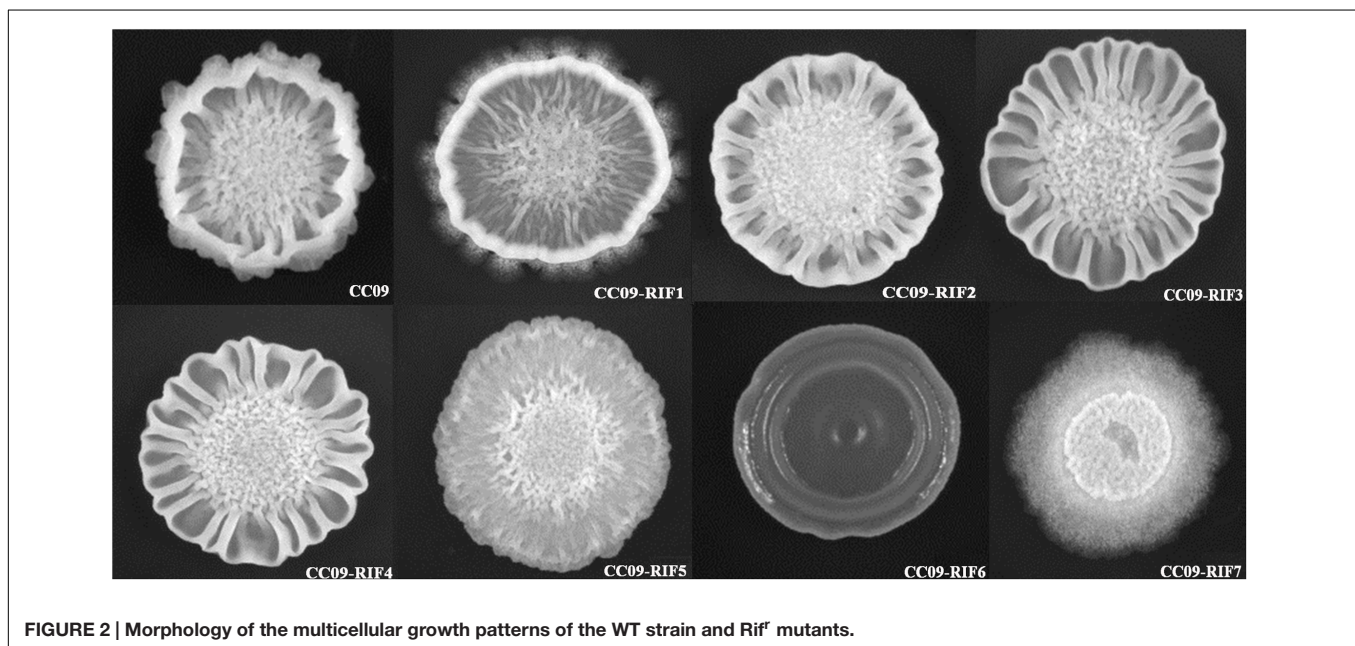 CC09
CC09-RIF1
CC09-RIF2
CC09-RIF3
CC09-RIF4
CC09-RIF5
CC09-RIF6
CC09-RIF7
FIGURE 2 | Morphology of the multicellular growth patterns of the WT strain and Rifʳ mutants.